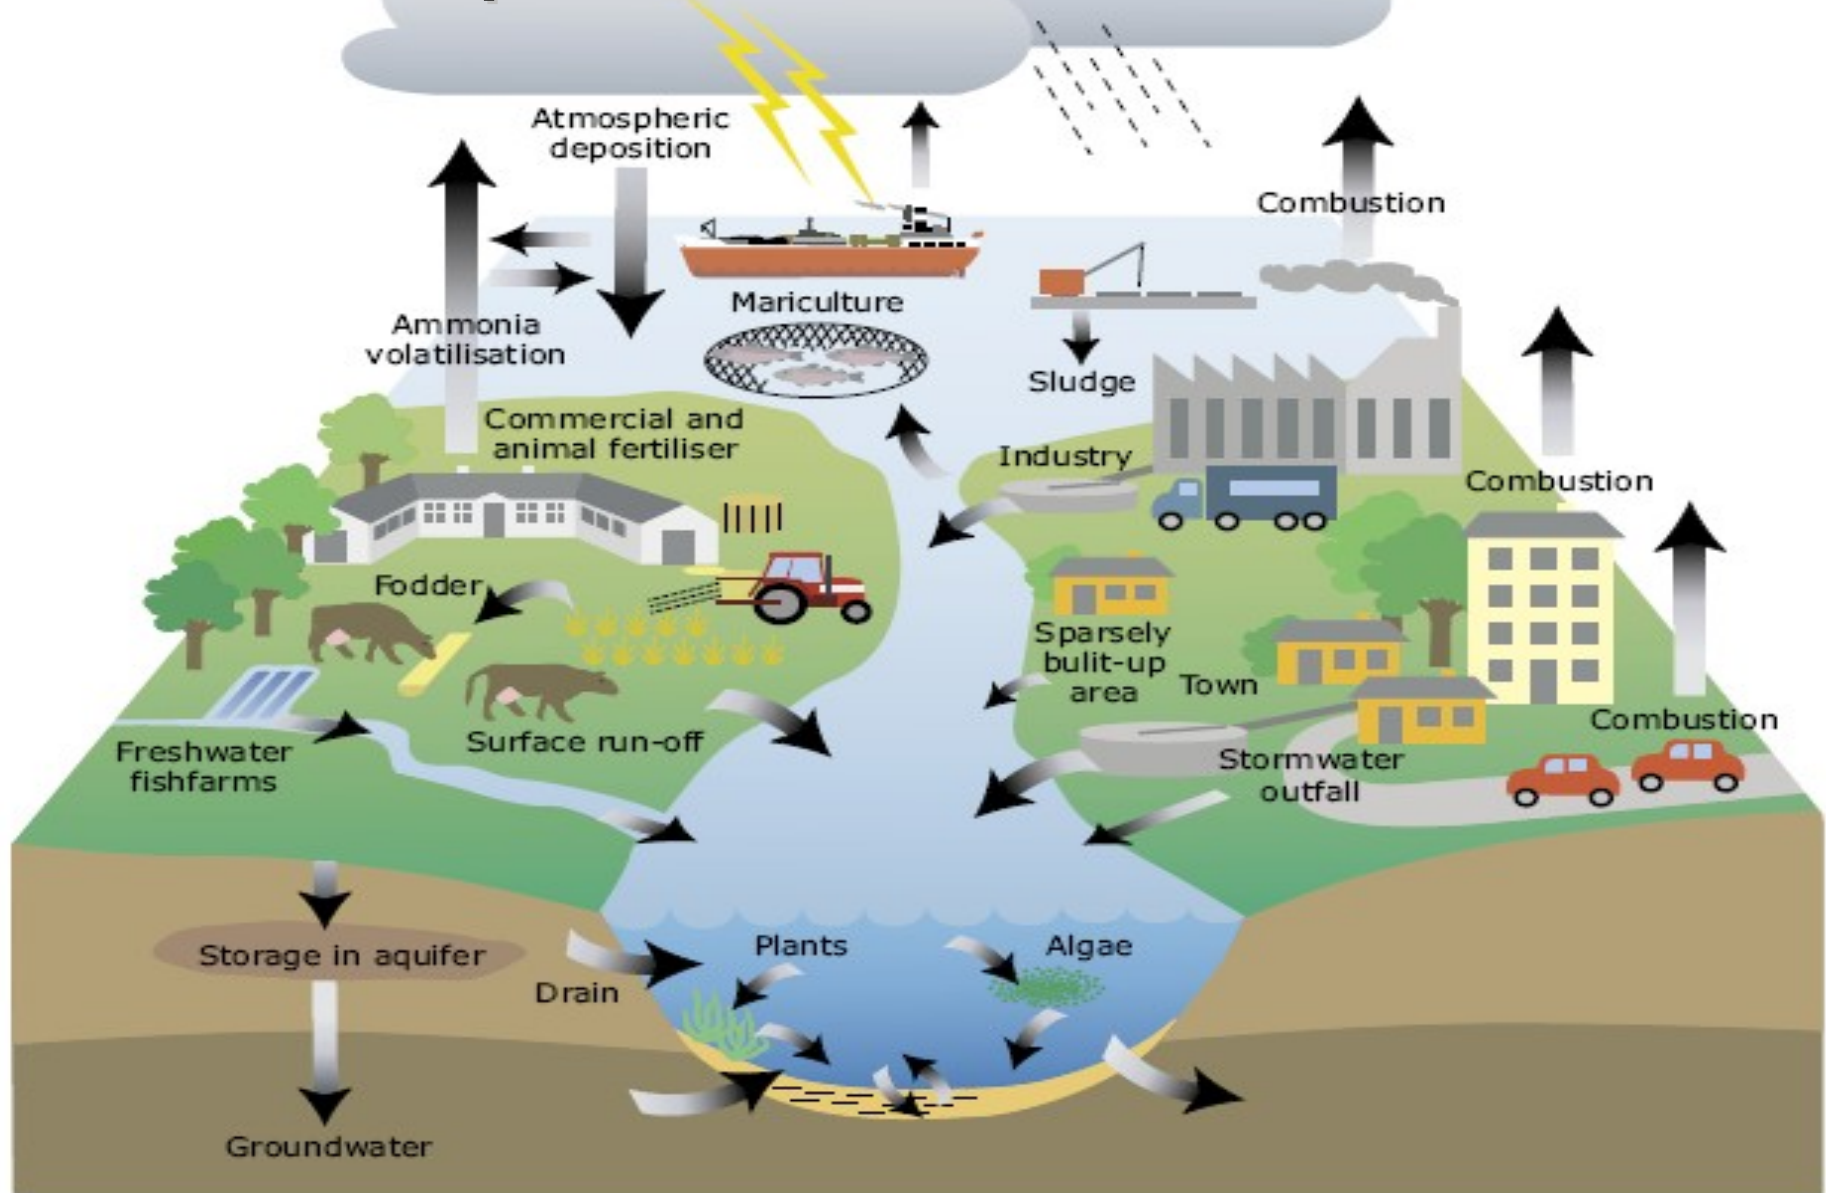 Atmospheric
deposition
Combustion
Mariculture
Ammonia
volatilisation
Sludge
Commercial and
animal fertiliser
Industry
Combustion
Fodder
Sparsely
bulit-up
area
Town
Combustion
Surface run-off
Freshwater
fishfarms
Stormwater
outfall
Storage in aquifer
Plants
Algae
Drain
Groundwater